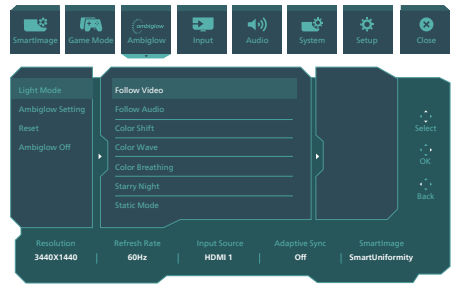 ambiglow
SmartImage Game Mode Ambiglow Input Audio System Setup Close
Light Mode
Ambiglow Setting
Reset
Ambiglow Off
Follow Video
Follow Audio
Color Shift
Color Wave
Color Breathing
Starry Night
Static Mode
Select
OK
Back
Resolution Refresh Rate Input Source Adaptive Sync SmartImage
3440X1440 | 60Hz | HDMI 1 | Off | SmartUniformity